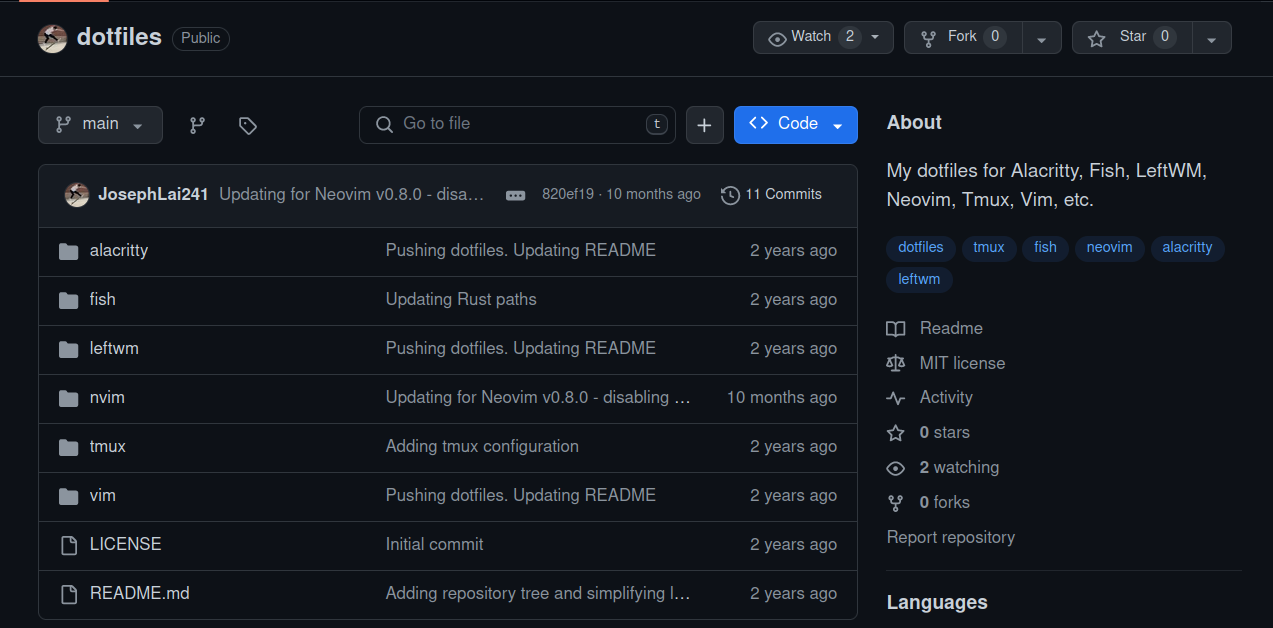 dotfiles Public Watch 2 Fork 0 Star 0
main Go to file t + Code
JosephLai241 Updating for Neovim v0.8.0 - disa… 820ef19 · 10 months ago 11 Commits
alacritty Pushing dotfiles. Updating README 2 years ago
fish Updating Rust paths 2 years ago
leftwm Pushing dotfiles. Updating README 2 years ago
nvim Updating for Neovim v0.8.0 - disabling … 10 months ago
tmux Adding tmux configuration 2 years ago
vim Pushing dotfiles. Updating README 2 years ago
LICENSE Initial commit 2 years ago
README.md Adding repository tree and simplifying l… 2 years ago
About
My dotfiles for Alacritty, Fish, LeftWM,
Neovim, Tmux, Vim, etc.
dotfiles tmux fish neovim alacritty
leftwm
Readme
MIT license
Activity
0 stars
2 watching
0 forks
Report repository
Languages